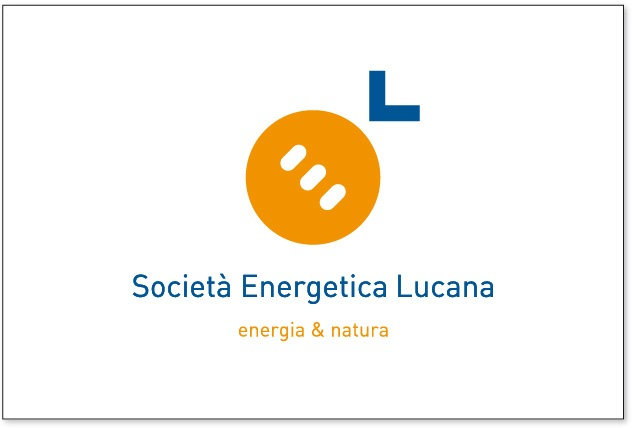 L
Società Energetica Lucana
energia & natura